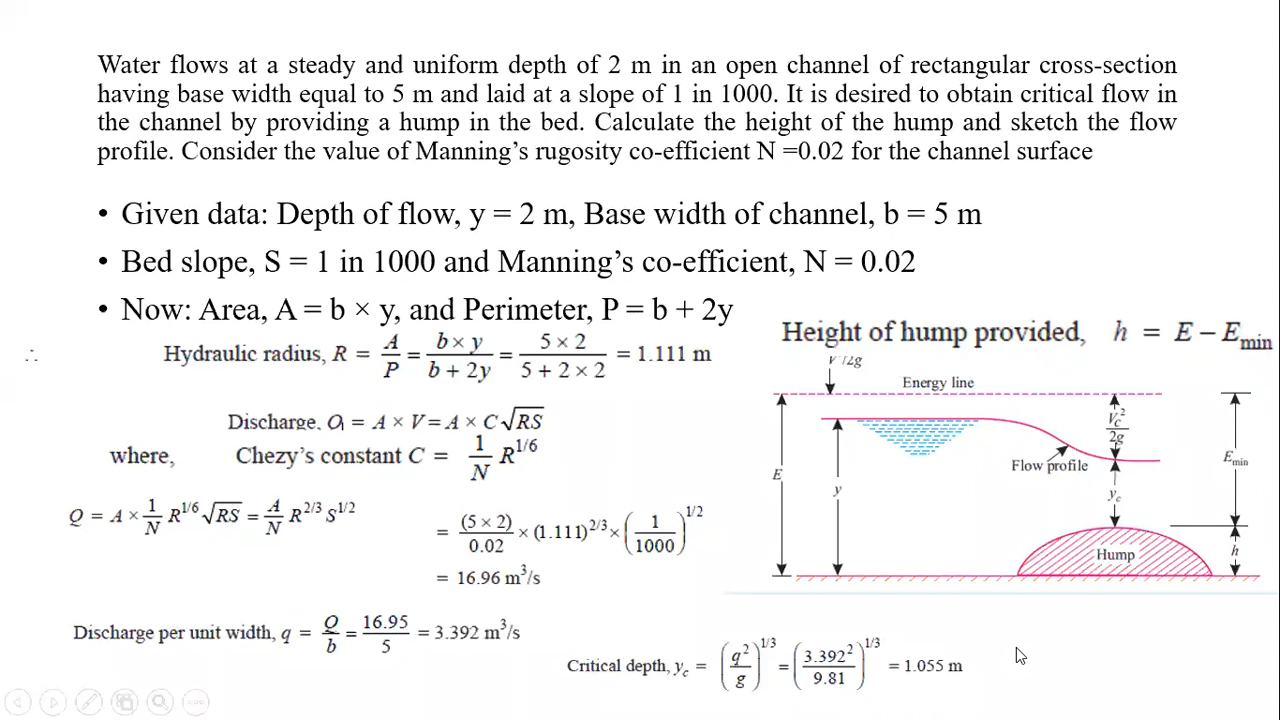 Water flows at a steady and uniform depth of 2 m in an open channel of rectangular cross-section
having base width equal to 5 m and laid at a slope of 1 in 1000. It is desired to obtain critical flow in
the channel by providing a hump in the bed. Calculate the height of the hump and sketch the flow
profile. Consider the value of Manning's rugosity co-efficient N =0.02 for the channel surface
• Given data: Depth of flow, y = 2 m, Base width of channel, b = 5 m
• Bed slope, S = 1 in 1000 and Manning's co-efficient, N = 0.02
• Now: Area, A = b × y, and Perimeter, P = b + 2y
∴ Hydraulic radius, R = A/P = (b × y)/(b + 2y) = (5 × 2)/(5 + 2 × 2) = 1.111 m
Discharge, Q = A × V = A × C√RS
where, Chezy's constant C = 1/N R^1/6
Q = A × 1/N R^1/6 √RS = A/N R^2/3 S^1/2
= (5 × 2)/0.02 × (1.111)^2/3 × (1/1000)^1/2
= 16.96 m³/s
Discharge per unit width, q = Q/b = 16.95/5 = 3.392 m³/s
Critical depth, y_c = (q²/g)^1/3 = (3.392²/9.81)^1/3 = 1.055 m
Height of hump provided, h = E − E_min
V²/2g
Energy line
V_c²/2g
Flow profile
E
y
y_c
E_min
Hump
h